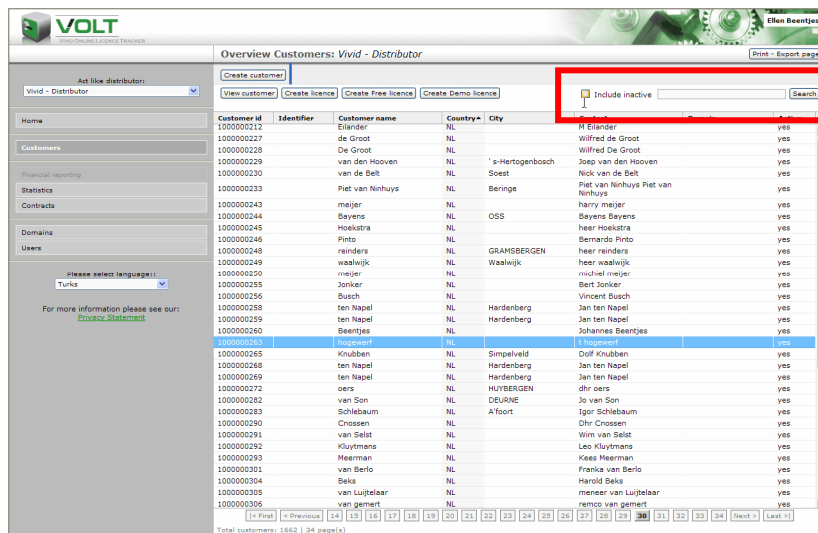 VOLT
VIVID ONLINE LICENCE TRACKER
Ellen Beentjes
Overview Customers: Vivid - Distributor
Print - Export page
Act like distributor:
Vivid - Distributor
Home
Customers
Financial reporting
Statistics
Contracts
Domains
Users
Please select language::
Turks
For more information please see our:
Privacy Statement
Create customer
View customer Create licence Create Free licence Create Demo licence
Include inactive Search
Customer id Identifier Customer name Country City
1000000212 Eilander NL M Eilander yes
1000000227 de Groot NL Wilfred de Groot yes
1000000228 De Groot NL Wilfred De Groot yes
1000000229 van den Hooven NL ' s-Hertogenbosch Joep van den Hooven yes
1000000230 van de Belt NL Soest Nick van de Belt yes
1000000233 Piet van Ninhuys NL Beringe Piet van Ninhuys Piet van Ninhuys yes
1000000243 meijer NL harry meijer yes
1000000244 Bayens NL OSS Bayens Bayens yes
1000000245 Hoekstra NL heer Hoekstra yes
1000000246 Pinto NL Bernardo Pinto yes
1000000248 reinders NL GRAMSBERGEN heer reinders yes
1000000249 waalwijk NL Waalwijk heer waalwijk yes
1000000250 meijer NL michiel meijer yes
1000000255 Jonker NL Bert Jonker yes
1000000256 Busch NL Vincent Busch yes
1000000258 ten Napel NL Hardenberg Jan ten Napel yes
1000000259 ten Napel NL Hardenberg Jan ten Napel yes
1000000260 Beentjes NL Johannes Beentjes yes
1000000263 hogewerf NL t hogewerf yes
1000000265 Knubben NL Simpelveld Dolf Knubben yes
1000000268 ten Napel NL Hardenberg Jan ten Napel yes
1000000269 ten Napel NL Hardenberg Jan ten Napel yes
1000000272 oers NL HUYBERGEN dhr oers yes
1000000282 van Son NL DEURNE Jo van Son yes
1000000283 Schlebaum NL A'foort Igor Schlebaum yes
1000000290 Cnossen NL Dhr Cnossen yes
1000000291 van Selst NL Wim van Selst yes
1000000292 Kluytmans NL Leo Kluytmans yes
1000000293 Meerman NL Kees Meerman yes
1000000301 van Berlo NL Franka van Berlo yes
1000000304 Beks NL Harold Beks yes
1000000305 van Luijtelaar NL meneer van Luijtelaar yes
1000000306 van gemert NL remco van gemert yes
|< First < Previous 14 15 16 17 18 19 20 21 22 23 24 25 26 27 28 29 30 31 32 33 34 Next > Last >|
Total customers: 1662 | 34 page(s)